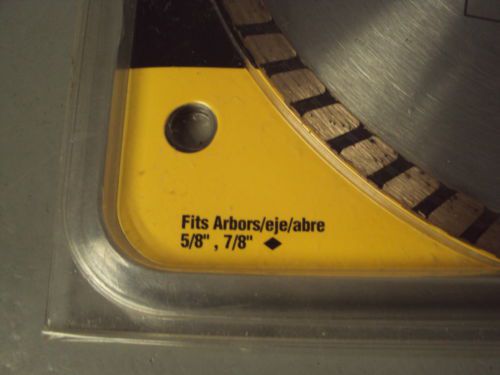 Fits Arbors/eje/abre
5/8" , 7/8" ◆